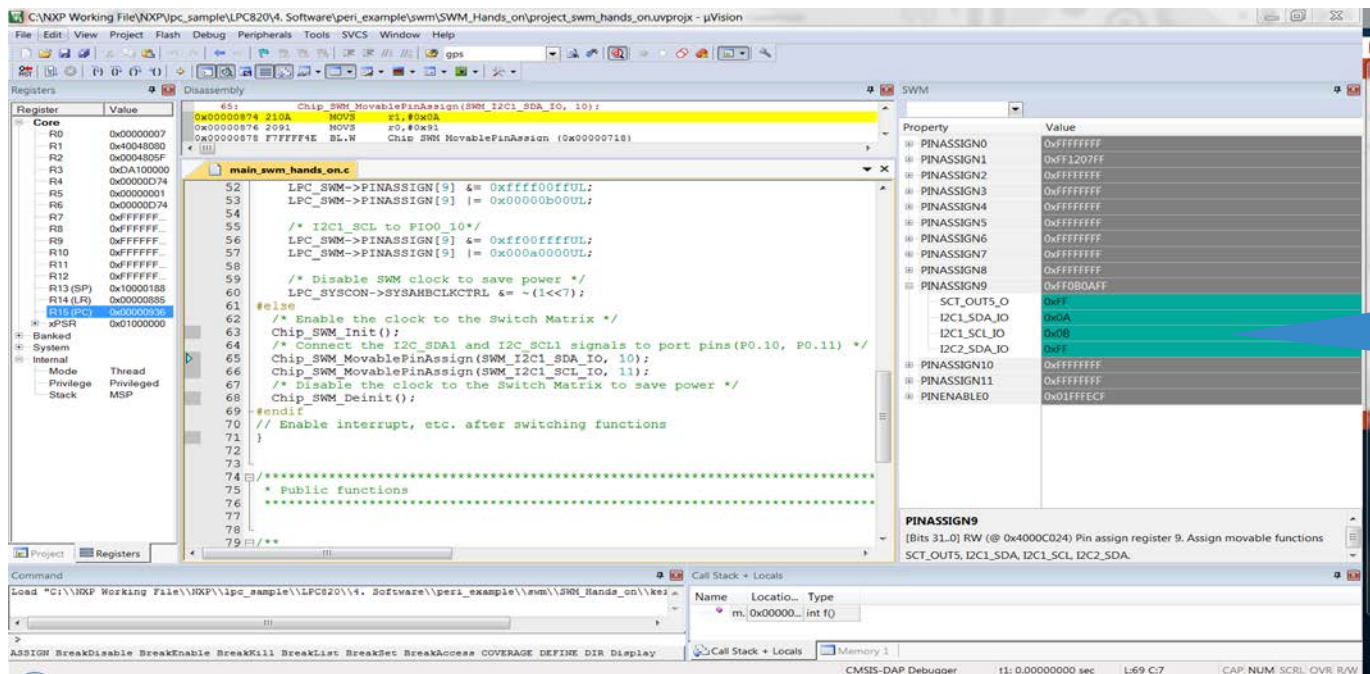 C:\NXP Working File\NXP\lpc_sample\LPC820\4. Software\peri_example\swm\SWM_Hands_on\project_swm_hands_on.uvprojx - µVision
File Edit View Project Flash Debug Peripherals Tools SVCS Window Help
gps
Registers
Register Value
Core
R0 0x00000007
R1 0x40048080
R2 0x0004805F
R3 0xDA100000
R4 0x00000D74
R5 0x00000001
R6 0x00000D74
R7 0xFFFFFF...
R8 0xFFFFFF...
R9 0xFFFFFF...
R10 0xFFFFFF...
R11 0xFFFFFF...
R12 0xFFFFFF...
R13 (SP) 0x10000188
R14 (LR) 0x00000885
R15 (PC) 0x00000936
xPSR 0x01000000
Banked
System
Internal
Mode Thread
Privilege Privileged
Stack MSP
Project Registers
Disassembly
65: Chip_SWM_MovablePinAssign(SWM_I2C1_SDA_IO, 10);
0x00000874 210A MOVS r1,#0x0A
0x00000876 2091 MOVS r0,#0x91
0x00000878 F7FFFF4E BL.W Chip_SWM_MovablePinAssign (0x00000718)
main_swm_hands_on.c
52 LPC_SWM->PINASSIGN[9] &= 0xffff00ffUL;
53 LPC_SWM->PINASSIGN[9] |= 0x00000b00UL;
54
55 /* I2C1_SCL to PIO0_10*/
56 LPC_SWM->PINASSIGN[9] &= 0xff00ffffUL;
57 LPC_SWM->PINASSIGN[9] |= 0x000a0000UL;
58
59 /* Disable SWM clock to save power */
60 LPC_SYSCON->SYSAHBCLKCTRL &= ~(1<<7);
61 #else
62 /* Enable the clock to the Switch Matrix */
63 Chip_SWM_Init();
64 /* Connect the I2C_SDA1 and I2C_SCL1 signals to port pins(P0.10, P0.11) */
65 Chip_SWM_MovablePinAssign(SWM_I2C1_SDA_IO, 10);
66 Chip_SWM_MovablePinAssign(SWM_I2C1_SCL_IO, 11);
67 /* Disable the clock to the Switch Matrix to save power */
68 Chip_SWM_Deinit();
69 #endif
70 // Enable interrupt, etc. after switching functions
71 }
72
73
74 /*****************************************************************************
75 * Public functions
76 ****************************************************************************
77
78
79 /**
SWM
Property Value
PINASSIGN0 0xFFFFFFFF
PINASSIGN1 0xFF1207FF
PINASSIGN2 0xFFFFFFFF
PINASSIGN3 0xFFFFFFFF
PINASSIGN4 0xFFFFFFFF
PINASSIGN5 0xFFFFFFFF
PINASSIGN6 0xFFFFFFFF
PINASSIGN7 0xFFFFFFFF
PINASSIGN8 0xFFFFFFFF
PINASSIGN9 0xFF0B0AFF
SCT_OUT5_O 0xFF
I2C1_SDA_IO 0x0A
I2C1_SCL_IO 0x0B
I2C2_SDA_IO 0xFF
PINASSIGN10 0xFFFFFFFF
PINASSIGN11 0xFFFFFFFF
PINENABLE0 0x01FFFECF
PINASSIGN9
[Bits 31..0] RW (@ 0x4000C024) Pin assign register 9. Assign movable functions
SCT_OUT5, I2C1_SDA, I2C1_SCL, I2C2_SDA.
Command
Load "C:\\NXP Working File\\NXP\\lpc_sample\\LPC820\\4. Software\\peri_example\\swm\\SWM_Hands_on\\kei
>
ASSIGN BreakDisable BreakEnable BreakKill BreakList BreakSet BreakAccess COVERAGE DEFINE DIR Display
Call Stack + Locals
Name Locatio... Type
m. 0x00000... int f()
Call Stack + Locals Memory 1
CMSIS-DAP Debugger t1: 0.00000000 sec L:69 C:7 CAP NUM SCRL OVR R/W